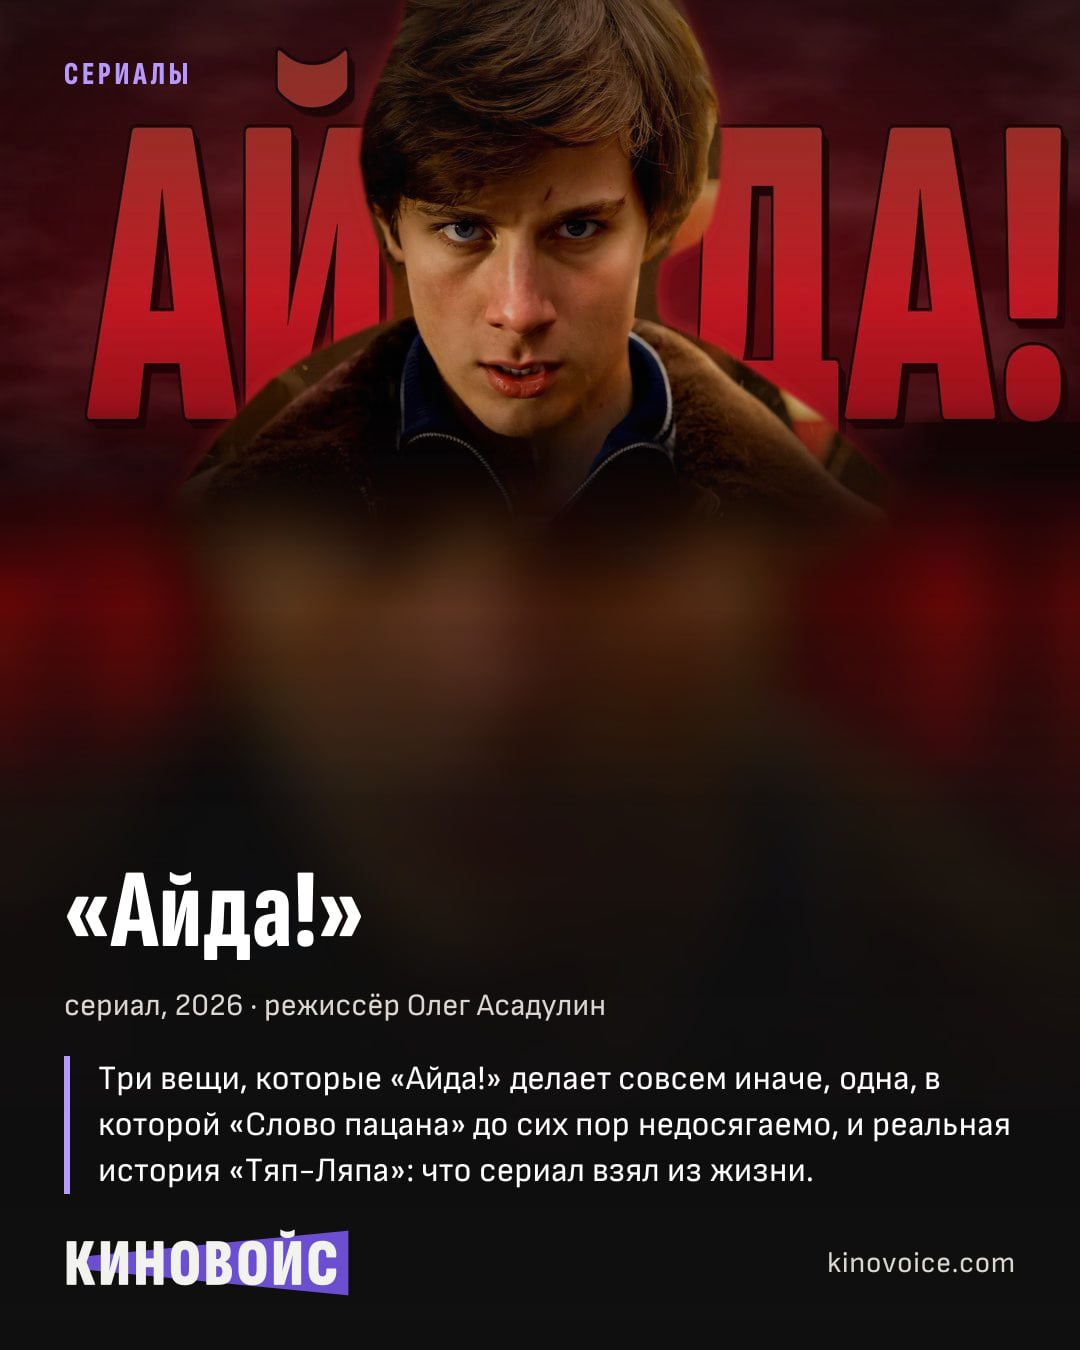 СЕРИАЛЫ
АЙДА!
«Айда!»
сериал, 2026 · режиссёр Олег Асадулин
Три вещи, которые «Айда!» делает совсем иначе, одна, в
которой «Слово пацана» до сих пор недосягаемо, и реальная
история «Тяп-Ляпа»: что сериал взял из жизни.
КИНОВОЙС
kinovoice.com